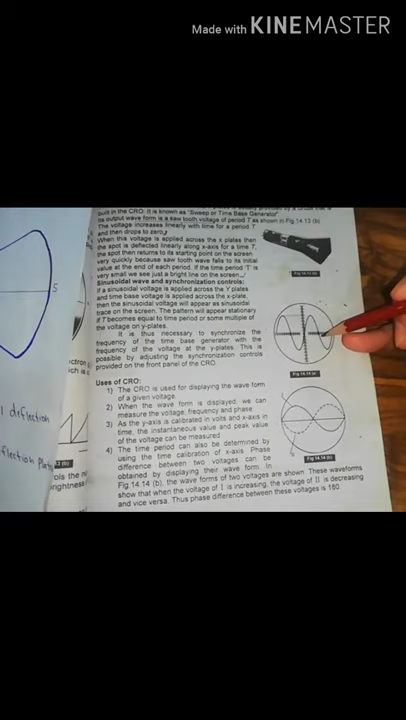 Made with KINEMASTER
built in the CRO. It is known as "Sweep or Time Base Generator"
Its output wave form is a saw tooth voltage of period T as shown in Fig 14.13 (b)
The voltage increases linearly with time for a period T
and then drops to zero
When this voltage is applied across the x plates then
the spot is deflected linearly along x-axis for a time T,
the spot then returns to its starting point on the screen
very quickly because saw tooth wave falls to its initial
value at the end of each period. If the time period 'T' is
very small we see just a bright line on the screen
Sinusoidal wave and synchronization controls:
If a sinusoidal voltage is applied across the Y plates
and time base voltage is applied across the x-plate,
then the sinusoidal voltage will appear as sinusoidal
trace on the screen. The pattern will appear stationary
if T becomes equal to time period or some multiple of
the voltage on y-plates.
It is thus necessary to synchronize the
frequency of the time base generator with the
frequency of the voltage at the y-plates. This is
possible by adjusting the synchronization controls
provided on the front panel of the CRO
Fig 14.14 (a)
Uses of CRO:
1) The CRO is used for displaying the wave form
of a given voltage
2) When the wave form is displayed, we can
measure the voltage, frequency and phase
3) As the y-axis is calibrated in volts and x-axis in
time, the instantaneous value and peak value
of the voltage can be measured
4) The time period can also be determined by
using the time calibration of x-axis Phase
difference between two voltages can be
obtained by displaying their wave form. In
Fig 14.14 (b)
Fig.14.14 (b), the wave forms of two voltages are shown. These waveforms
show that when the voltage of I is increasing, the voltage of II is decreasing
and vice versa. Thus phase difference between these voltages is 180
S
deflection